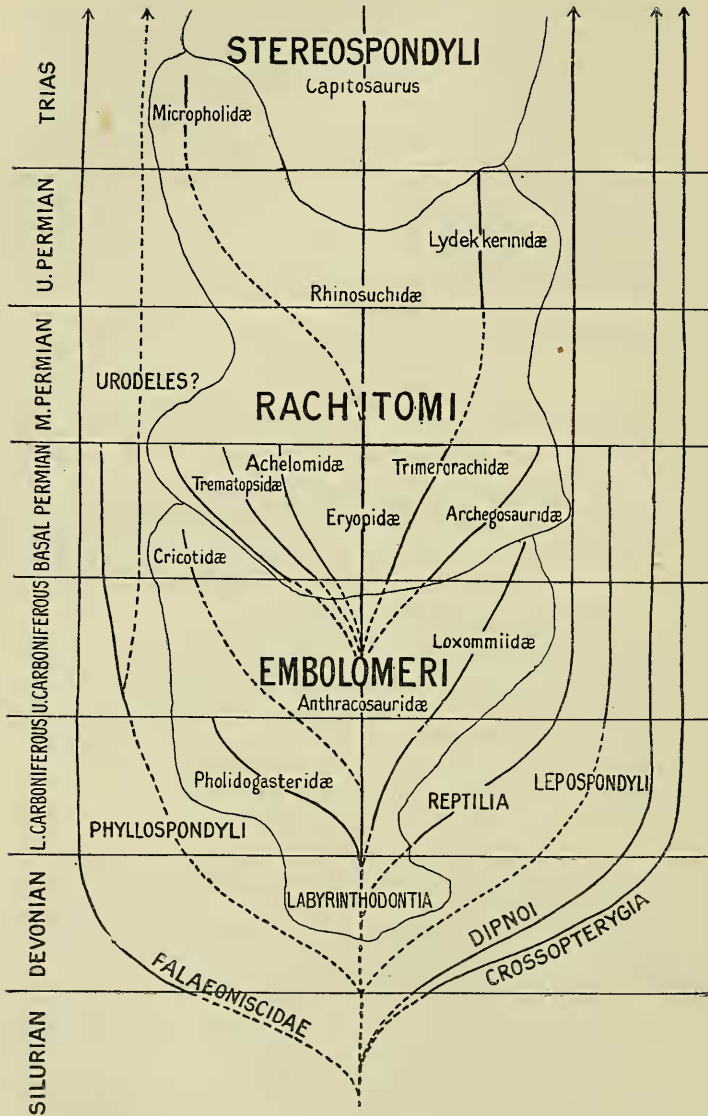 STEREOSPONDYLI
Capitosaurus
TRIAS
Micropholidæ
U. PERMIAN
Lydekkerinidæ
Rhinosuchidæ
M. PERMIAN
URODELES?
RACHITOMI
BASAL PERMIAN
Achelomidæ
Trimerorachidæ
Trematopsidæ
Eryopidæ
Archegosauridæ
Cricotidæ
U. CARBONIFEROUS
Loxommiidæ
EMBOLOMERI
Anthracosauridæ
L. CARBONIFEROUS
Pholidogasteridæ
REPTILIA
LEPOSPONDYLI
PHYLLOSPONDYLI
DEVONIAN
LABYRINTHODONTIA
DIPNOI
CROSSOPTERYGIA
FALAEONISCIDAE
SILURIAN